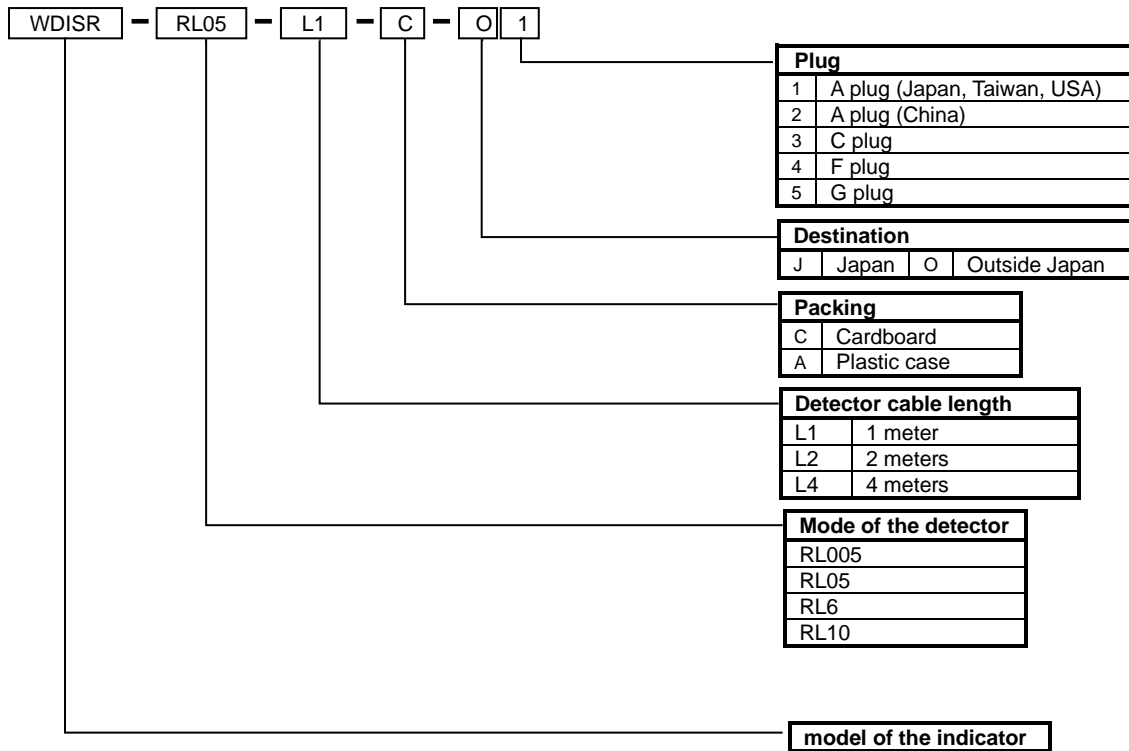 WDISR - RL05 - L1 - C - O 1
Plug
1 A plug (Japan, Taiwan, USA)
2 A plug (China)
3 C plug
4 F plug
5 G plug
Destination
J Japan O Outside Japan
Packing
C Cardboard
A Plastic case
Detector cable length
L1 1 meter
L2 2 meters
L4 4 meters
Mode of the detector
RL005
RL05
RL6
RL10
model of the indicator